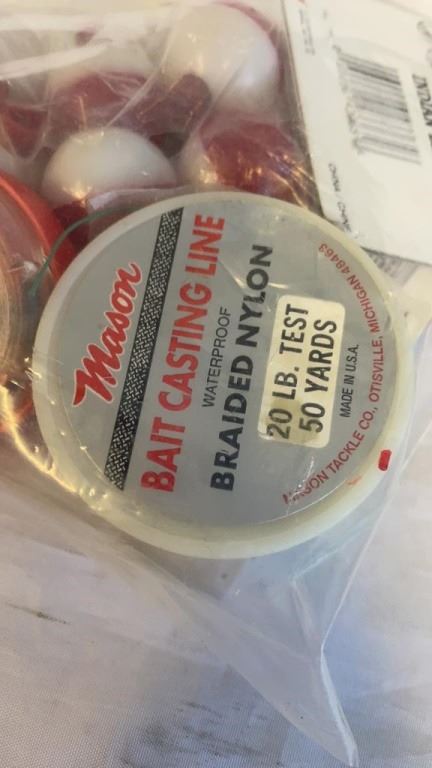 Mason
BAIT CASTING LINE
WATERPROOF
BRAIDED NYLON
20 LB. TEST
50 YARDS
MADE IN U.S.A.
MASON TACKLE CO., OTISVILLE, MICHIGAN 48463